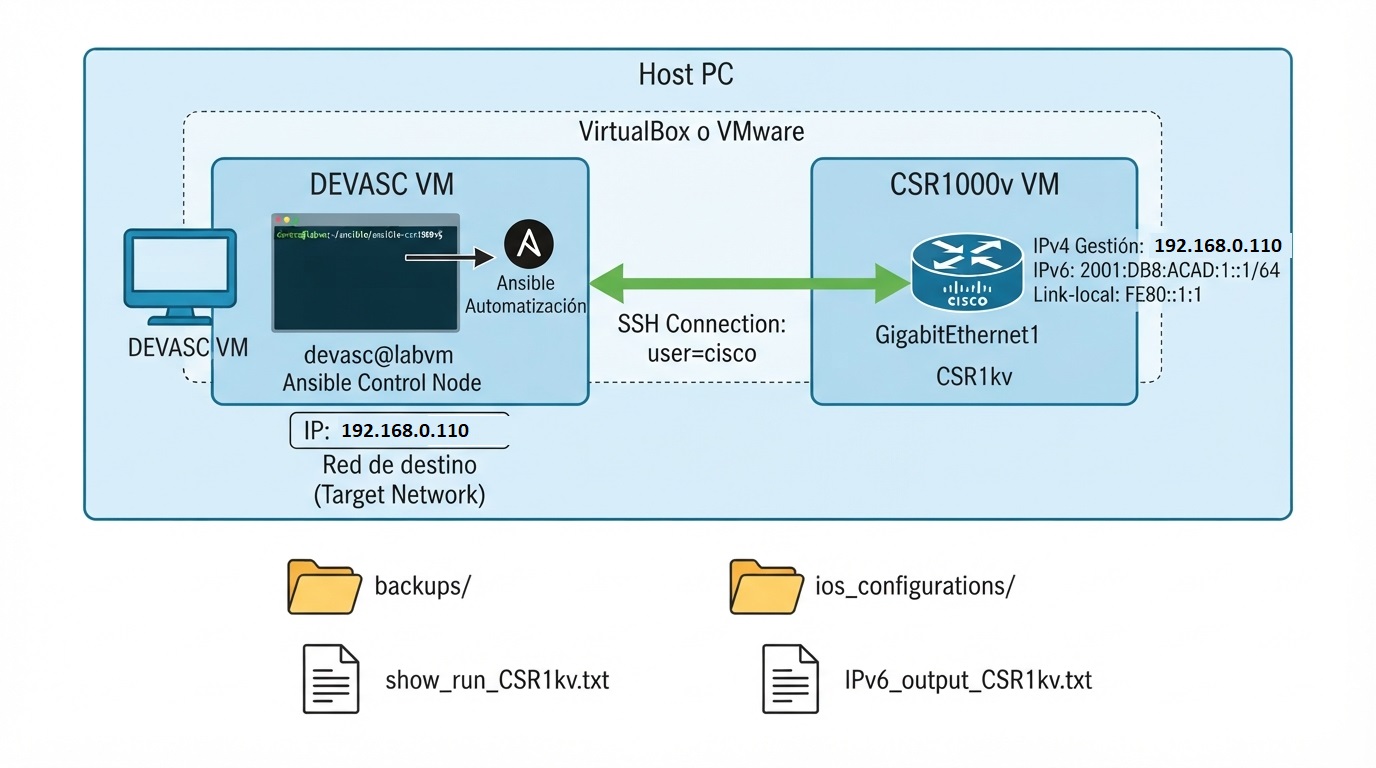 Host PC
VirtualBox o VMware
DEVASC VM
CSR1000v VM
Ansible
Automatización
DEVASC VM
devasc@labvm
Ansible Control Node
SSH Connection:
user=cisco
CISCO
IPv4 Gestión: 192.168.0.110
IPv6: 2001:DB8:ACAD:1::1/64
Link-local: FE80::1:1
GigabitEthernet1
CSR1kv
IP: 192.168.0.110
Red de destino
(Target Network)
backups/
ios_configurations/
show_run_CSR1kv.txt
IPv6_output_CSR1kv.txt